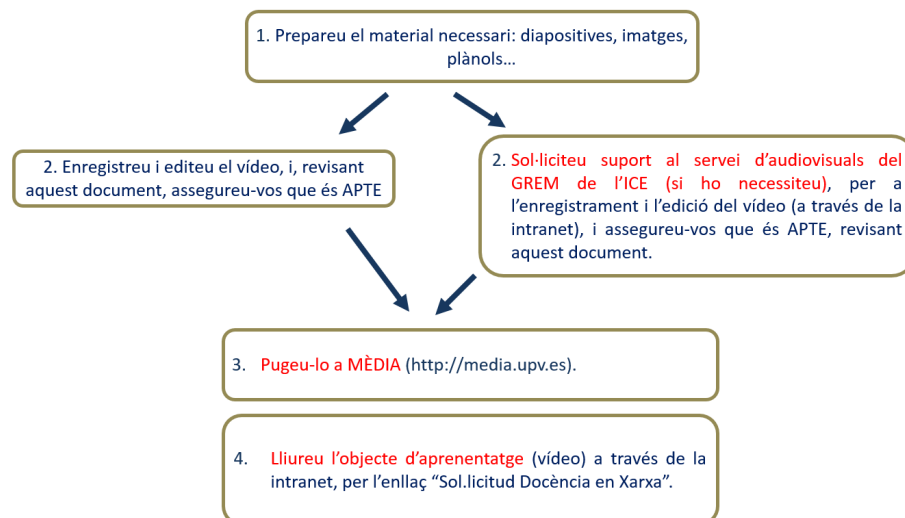 1. Prepareu el material necessari: diapositives, imatges,
plànols…
2. Enregistreu i editeu el vídeo, i, revisant
aquest document, assegureu-vos que és APTE
2. Sol·liciteu suport al servei d’audiovisuals del
GREM de l’ICE (si ho necessiteu), per a
l’enregistrament i l’edició del vídeo (a través de la
intranet), i assegureu-vos que és APTE, revisant
aquest document.
3. Pugeu-lo a MÈDIA (http://media.upv.es).
4. Lliureu l’objecte d’aprenentatge (vídeo) a través de la
intranet, per l’enllaç “Sol.licitud Docència en Xarxa”.